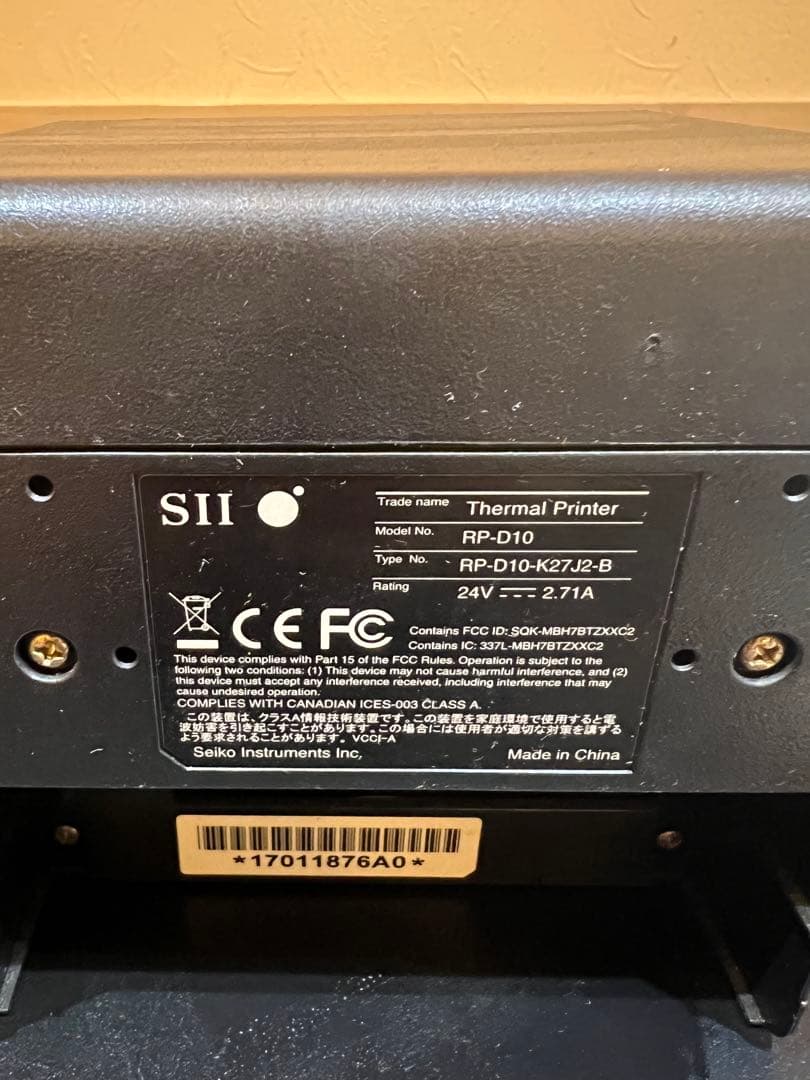 SII
Trade name Thermal Printer
Model No. RP-D10
Type No. RP-D10-K27J2-B
Rating 24V 2.71A
CE FC
Contains FCC ID: SQK-MBH7BTZXXC2
Contains IC: 337L-MBH7BTZXXC2
This device complies with Part 15 of the FCC Rules. Operation is subject to the
following two conditions: (1) This device may not cause harmful interference, and (2)
this device must accept any interference received, including interference that may
cause undesired operation.
COMPLIES WITH CANADIAN ICES-003 CLASS A.
この装置は、クラスA情報技術装置です。この装置を家庭環境で使用すると電
波妨害を引き起こすことがあります。この場合には使用者が適切な対策を講ずる
よう要求されることがあります。VCCI-A
Seiko Instruments Inc,
Made in China
*17011876A0*